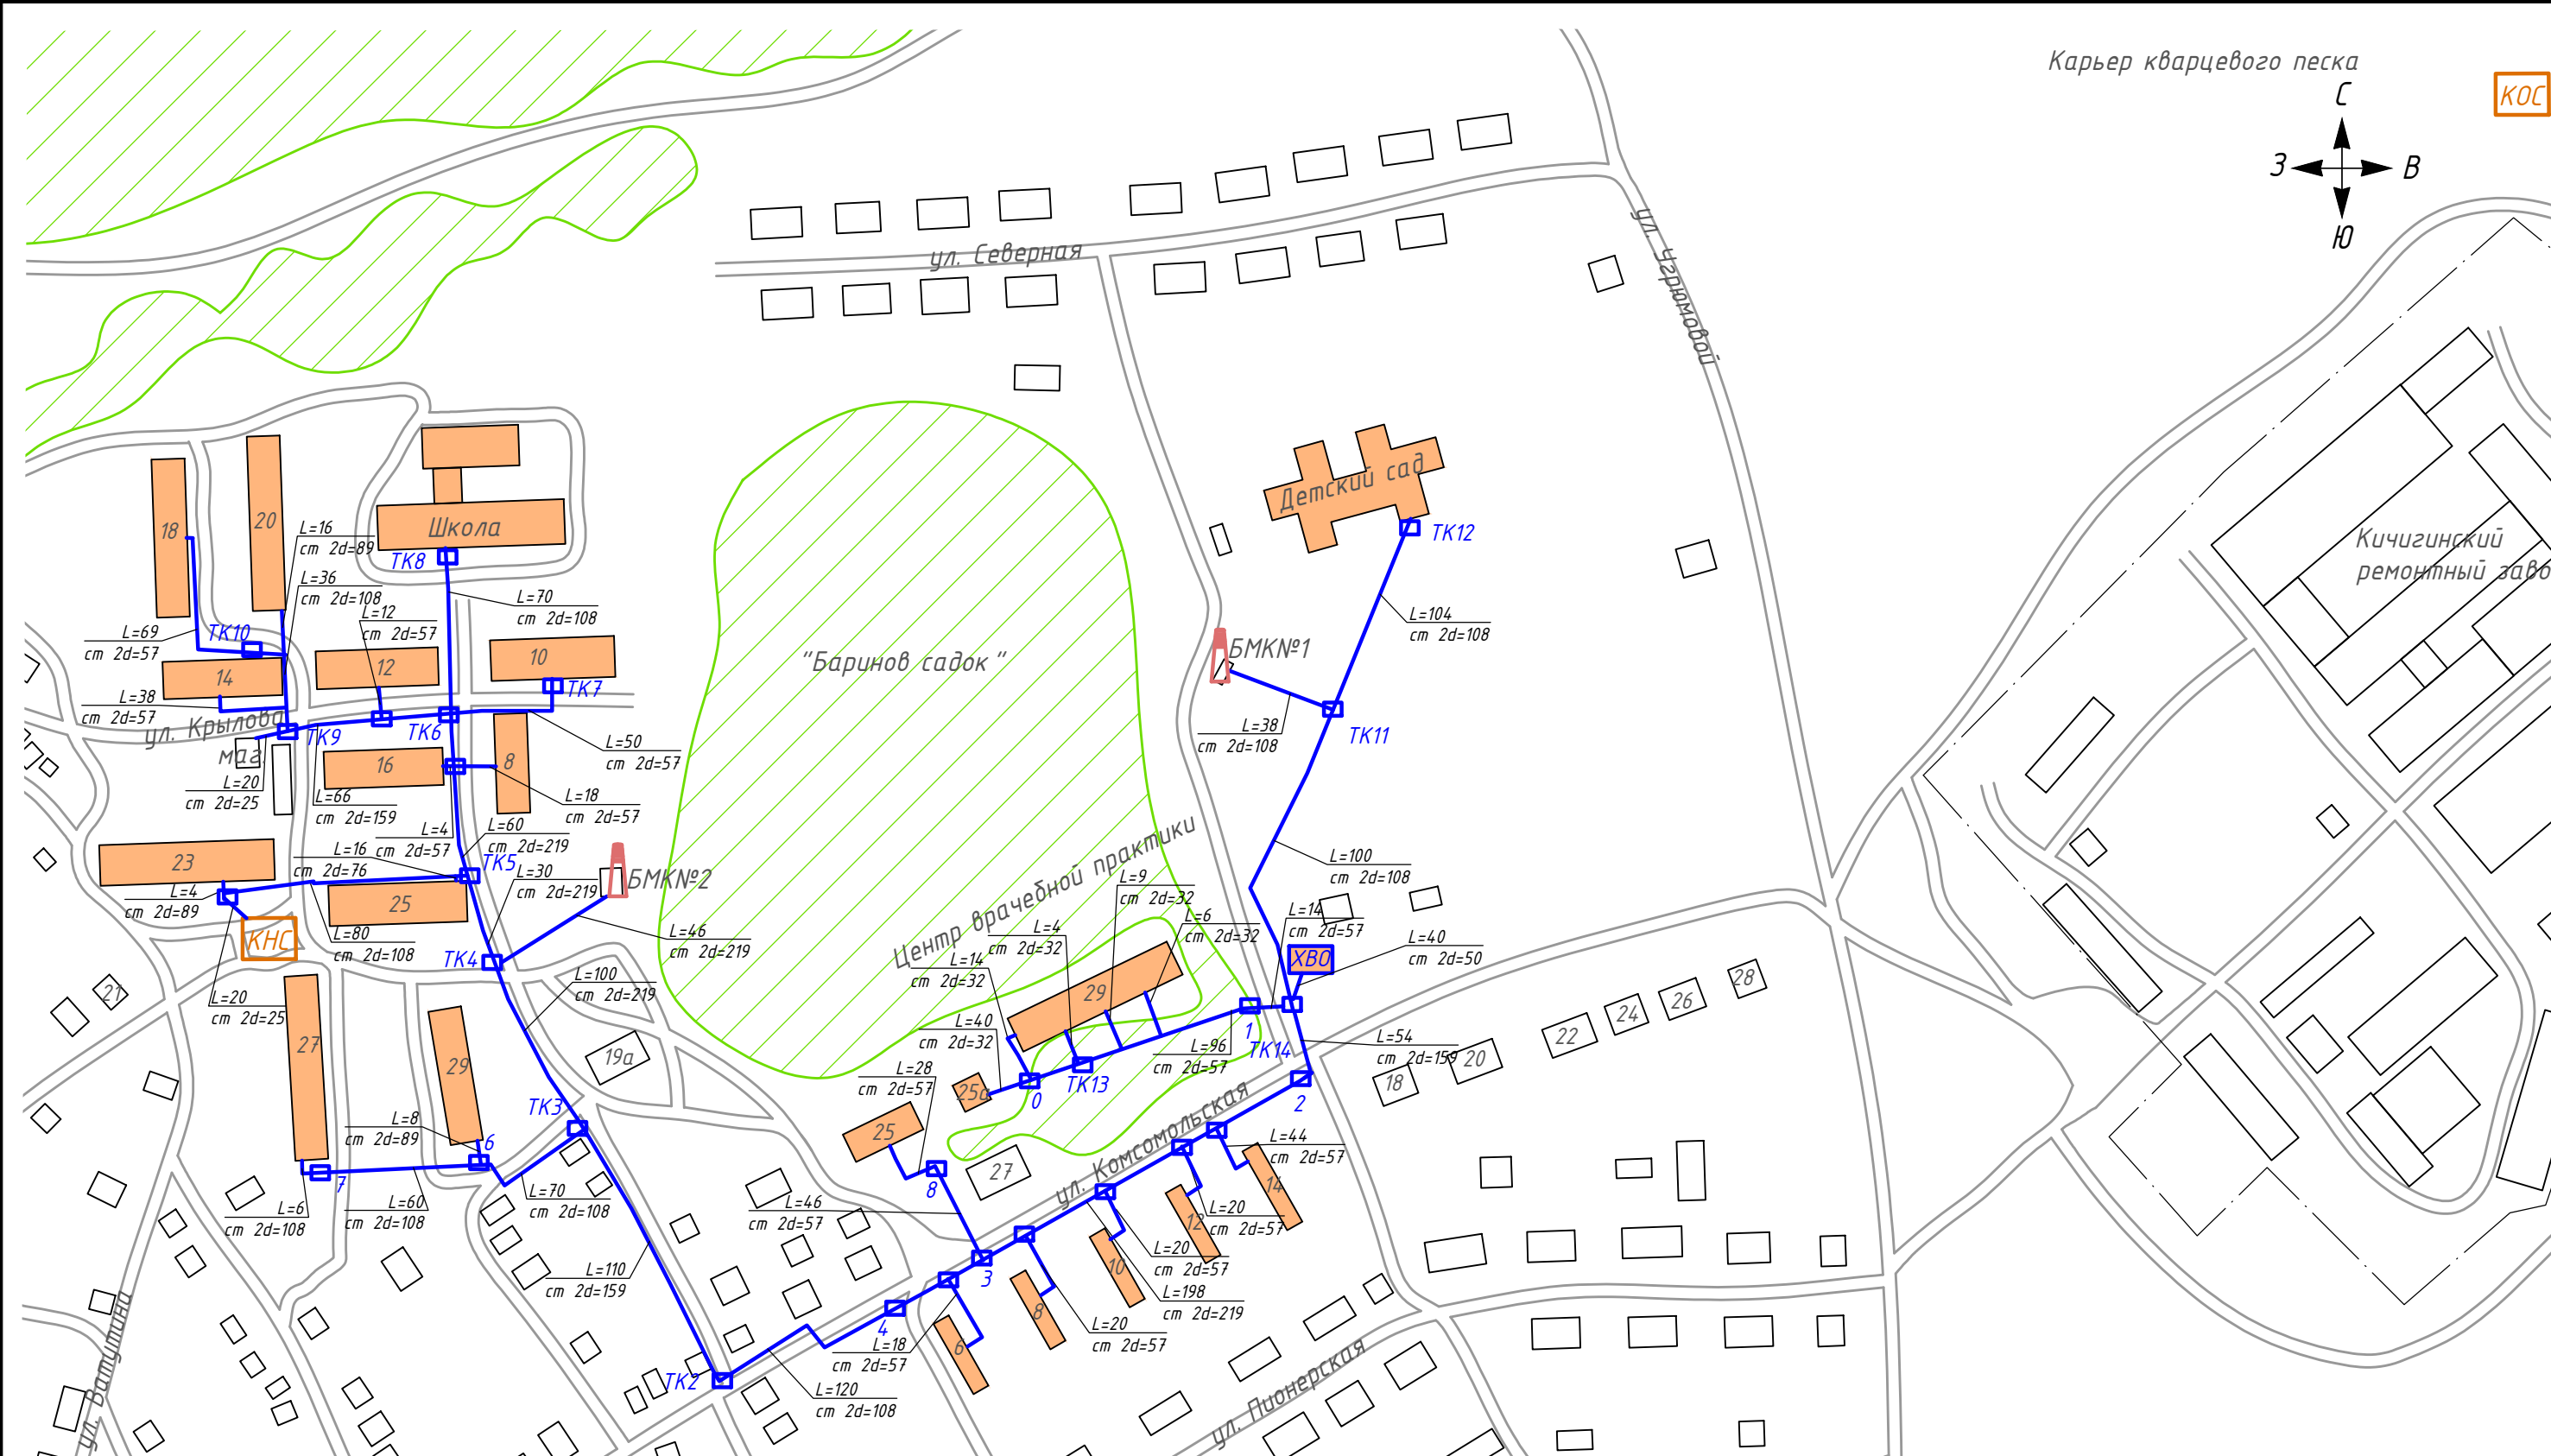 Карьер кварцевого песка
С
КОС
З
В
Ю
ул. Северная
ул. Угрюмовой
Детский сад
ТК12
Кичигинский
ремонтный заво
18
20
L=16
ст 2d=89
Школа
ТК8
L=36
ст 2d=108
L=70
ст 2d=108
L=12
ст 2d=57
L=104
ст 2d=108
L=69
ст 2d=57
ТК10
14
12
10
ТК7
"Баринов садок"
БМК№1
L=38
ст 2d=57
ул. Крылова
маг
ТК9
ТК6
L=38
ст 2d=108
ТК11
L=50
ст 2d=57
16
8
L=20
ст 2d=25
L=66
ст 2d=159
L=18
ст 2d=57
L=4
ст 2d=57
L=60
ст 2d=219
23
L=16
ст 2d=76
ТК5
L=30
ст 2d=219
БМК№2
L=100
ст 2d=108
Центр врачебной практики
L=9
ст 2d=32
L=4
ст 2d=89
25
L=6
ст 2d=32
L=14
ст 2d=57
КНС
L=80
ст 2d=108
L=46
ст 2d=219
L=4
ст 2d=32
L=40
ст 2d=50
ТК4
L=14
ст 2d=32
ХВО
21
L=20
ст 2d=25
L=100
ст 2d=219
29
28
26
24
22
27
29
19а
L=40
ст 2d=32
L=96
ст 2d=57
1
ТК14
L=54
ст 2d=159
20
18
L=28
ст 2d=57
25а
0
ТК13
2
ТК3
L=8
ст 2d=89
6
25
27
8
ул. Комсомольская
L=44
ст 2d=57
14
7
L=6
ст 2d=108
L=60
ст 2d=108
L=70
ст 2d=108
L=46
ст 2d=57
L=20
ст 2d=57
12
L=20
ст 2d=57
10
L=110
ст 2d=159
3
L=198
ст 2d=219
8
4
L=20
ст 2d=57
L=18
ст 2d=57
6
ТК2
L=120
ст 2d=108
ул. Ватутина
ул. Пионерская